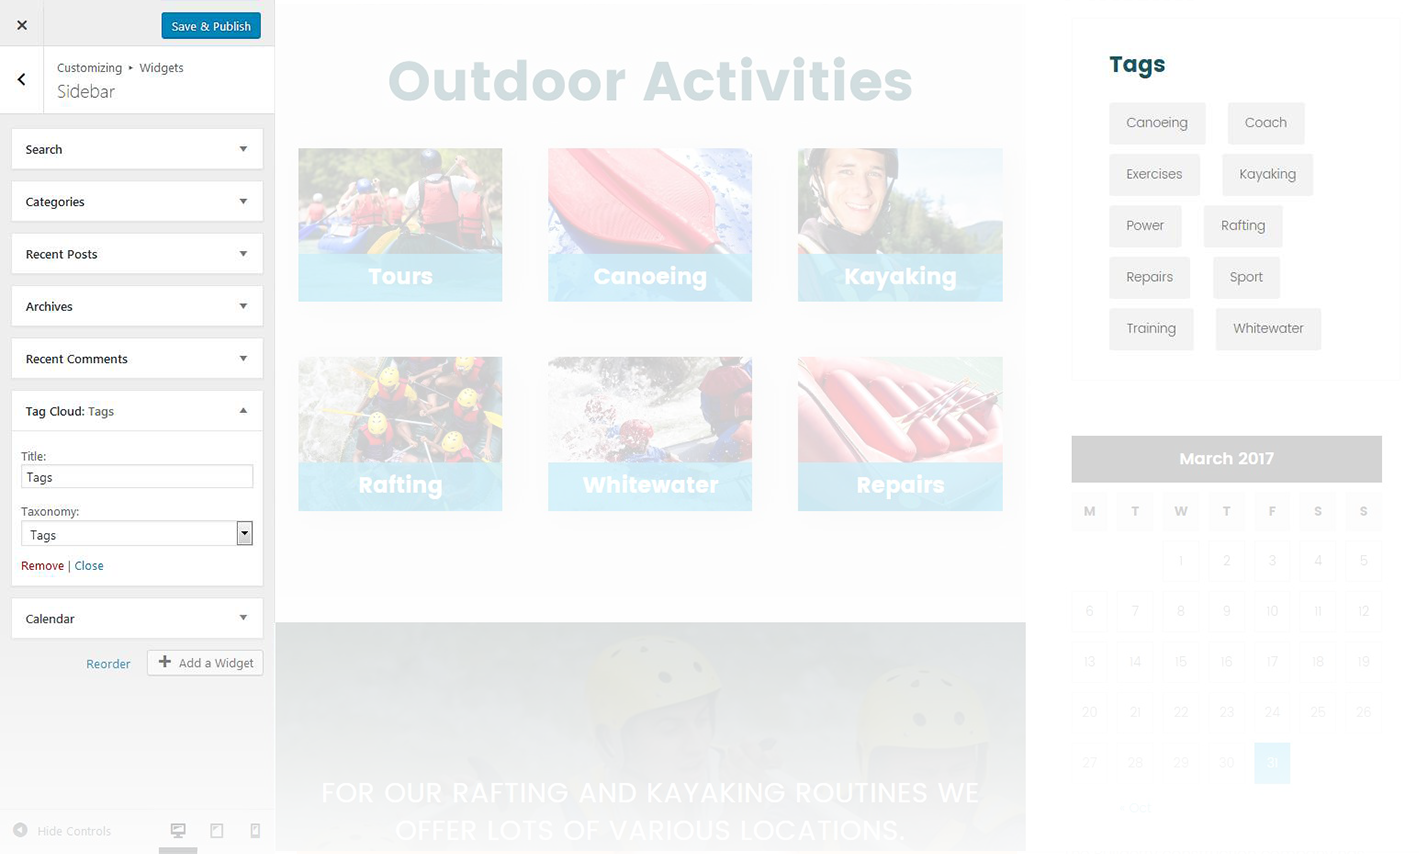 Save & Publish
Customizing ▸ Widgets
Sidebar
Search
Categories
Recent Posts
Archives
Recent Comments
Tag Cloud: Tags
Title:
Tags
Taxonomy:
Tags
Remove | Close
Calendar
Reorder
Add a Widget
Hide Controls
Outdoor Activities
Tours
Canoeing
Kayaking
Rafting
Whitewater
Repairs
FOR OUR RAFTING AND KAYAKING ROUTINES WE
OFFER LOTS OF VARIOUS LOCATIONS.
Tags
Canoeing Coach
Exercises Kayaking
Power Rafting
Repairs Sport
Training Whitewater
March 2017
M T W T F S S
1 2 3 4 5
6 7 8 9 10 11 12
13 14 15 16 17 18 19
20 21 22 23 24 25 26
27 28 29 30 31
« Oct